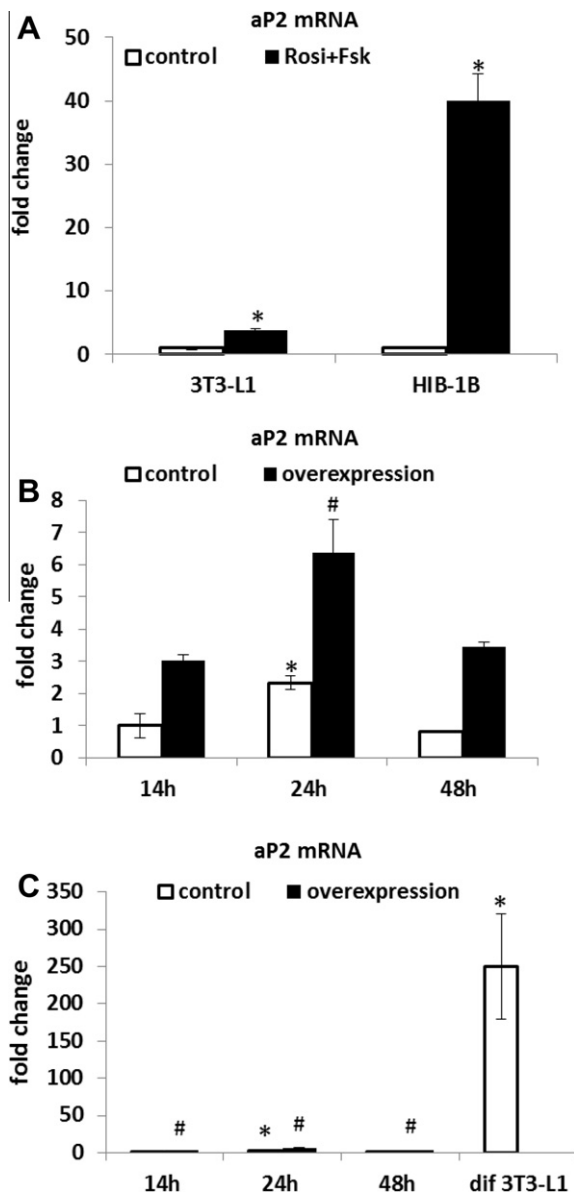 A
aP2 mRNA
control Rosi+Fsk
fold change
50
40
30
20
10
0
*
*
3T3-L1 HIB-1B
B
aP2 mRNA
control overexpression
fold change
8
7
6
5
4
3
2
1
0
*
#
14h 24h 48h
C
aP2 mRNA
control overexpression
fold change
350
300
250
200
150
100
50
0
#
* #
#
*
14h 24h 48h dif 3T3-L1